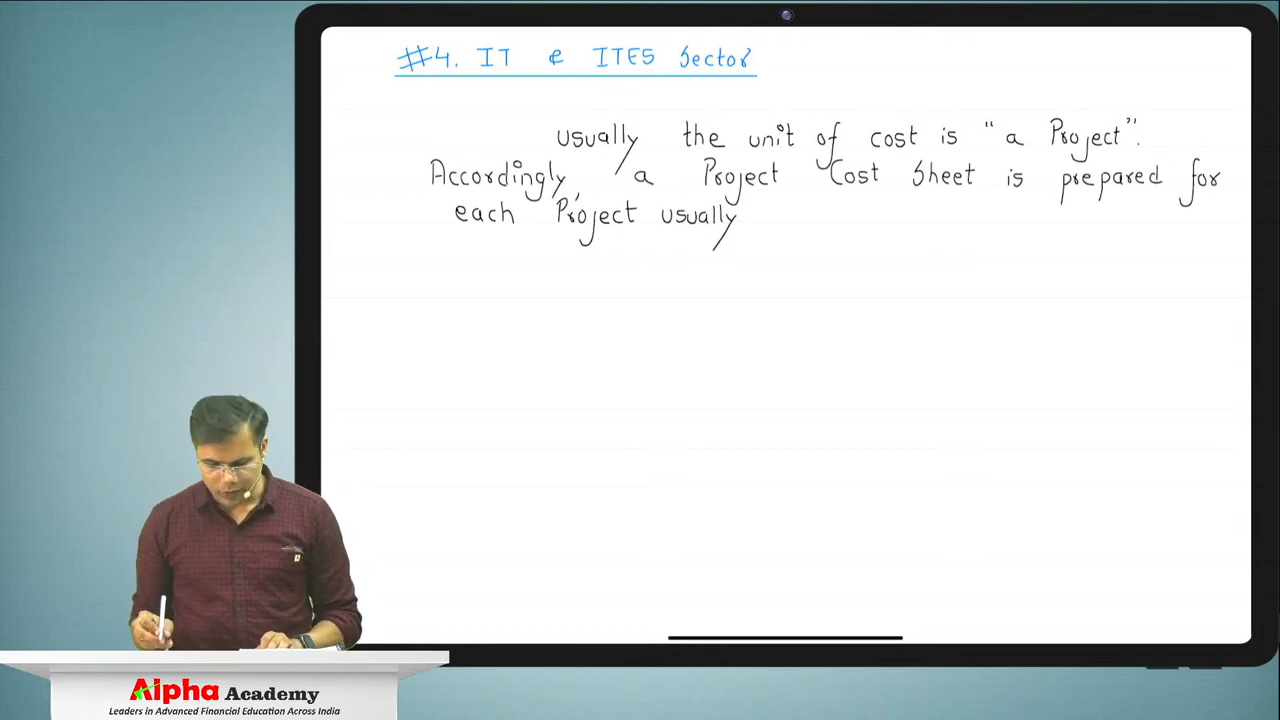 #4. IT & ITES Sector
usually the unit of cost is "a Project".
Accordingly, a Project Cost Sheet is prepared for
each Project usually
Alpha Academy
Leaders in Advanced Financial Education Across India